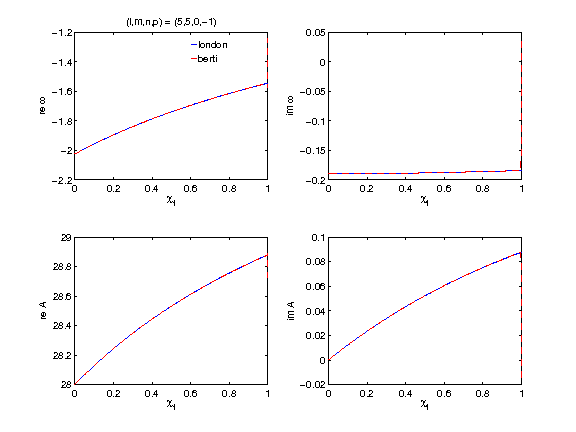 (l,m,n,p) = (5,5,0,−1)
−1.2
−1.4
−1.6
−1.8
−2
−2.2
re ω
london
berti
0 0.2 0.4 0.6 0.8 1
χf
0.05
0
−0.05
−0.1
−0.15
−0.2
im ω
0 0.2 0.4 0.6 0.8 1
χf
29
28.8
28.6
28.4
28.2
28
re A
0 0.2 0.4 0.6 0.8 1
χf
0.1
0.08
0.06
0.04
0.02
0
−0.02
im A
0 0.2 0.4 0.6 0.8 1
χf